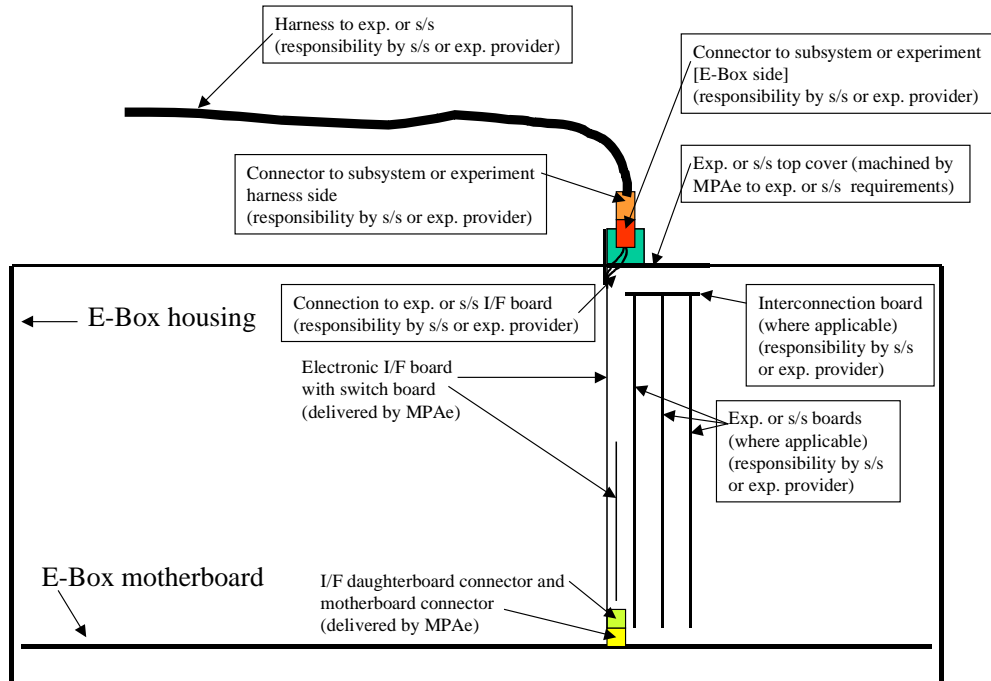 Harness to exp. or s/s
(responsibility by s/s or exp. provider)
Connector to subsystem or experiment
[E-Box side]
(responsibility by s/s or exp. provider)
Connector to subsystem or experiment
harness side
(responsibility by s/s or exp. provider)
Exp. or s/s top cover (machined by
MPAe to exp. or s/s requirements)
E-Box housing
Connection to exp. or s/s I/F board
(responsibility by s/s or exp. provider)
Interconnection board
(where applicable)
(responsibility by s/s
or exp. provider)
Electronic I/F board
with switch board
(delivered by MPAe)
Exp. or s/s boards
(where applicable)
(responsibility by s/s
or exp. provider)
E-Box motherboard
I/F daughterboard connector and
motherboard connector
(delivered by MPAe)